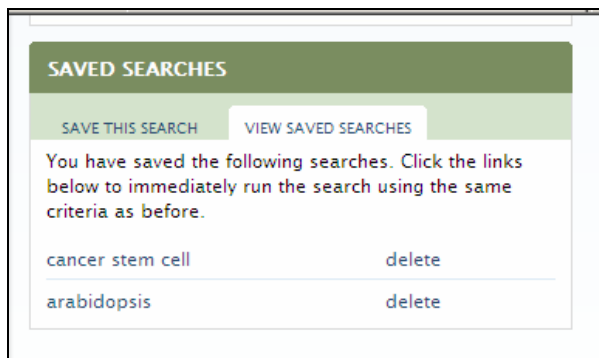 SAVED SEARCHES
SAVE THIS SEARCH VIEW SAVED SEARCHES
You have saved the following searches. Click the links
below to immediately run the search using the same
criteria as before.
cancer stem cell delete
arabidopsis delete